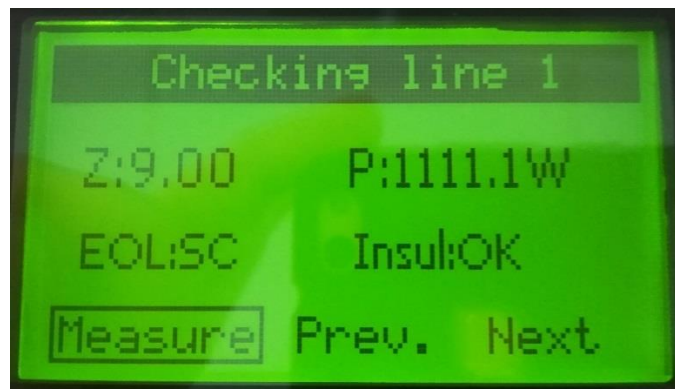 Checking line 1
Z:9.00 P:1111.1W
EOL:SC Insul:OK
Measure Prev. Next